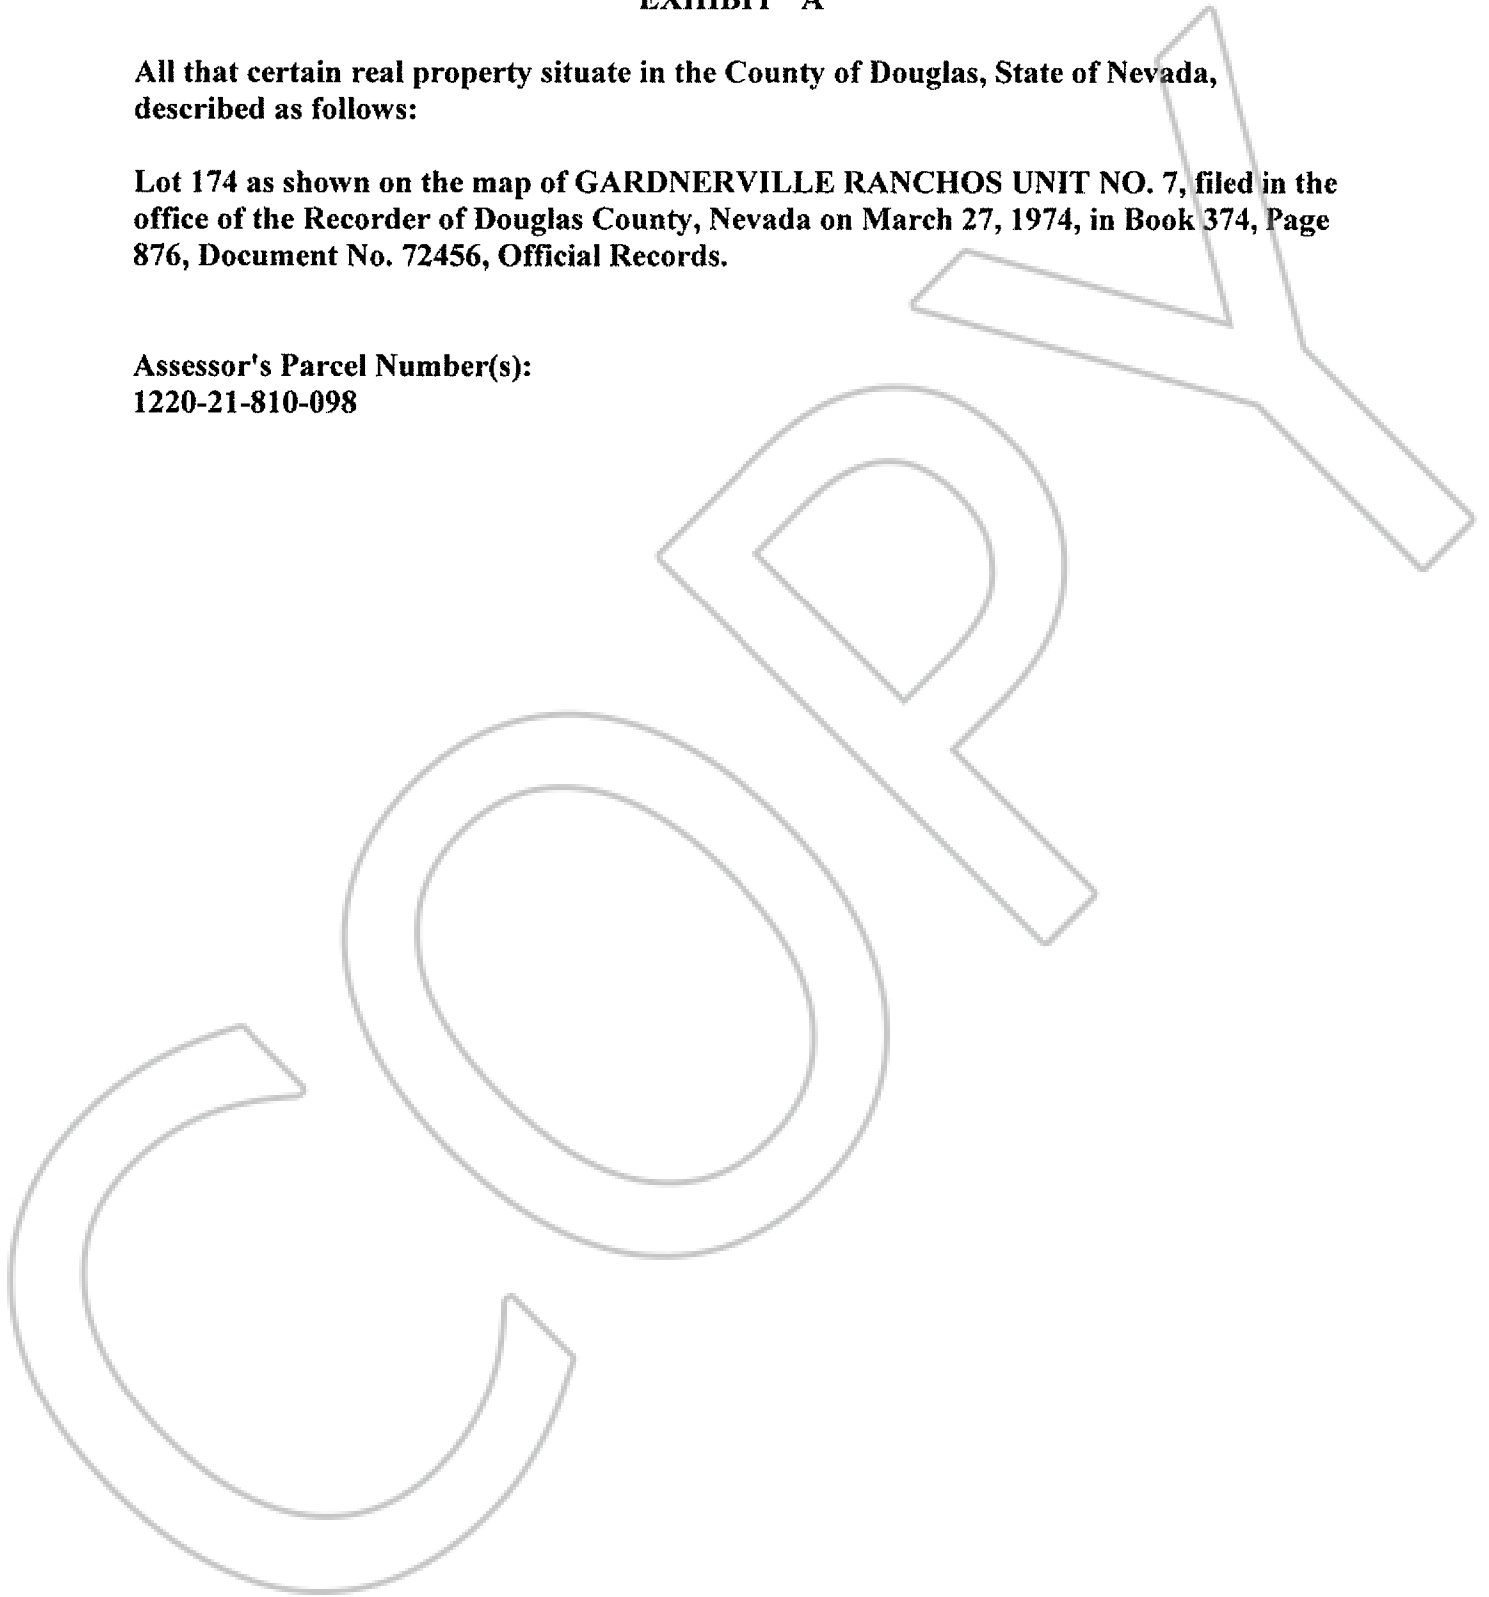 EXHIBIT "A"
All that certain real property situate in the County of Douglas, State of Nevada,
described as follows:
Lot 174 as shown on the map of GARDNERVILLE RANCHOS UNIT NO. 7, filed in the
office of the Recorder of Douglas County, Nevada on March 27, 1974, in Book 374, Page
876, Document No. 72456, Official Records.
Assessor's Parcel Number(s):
1220-21-810-098
COPY